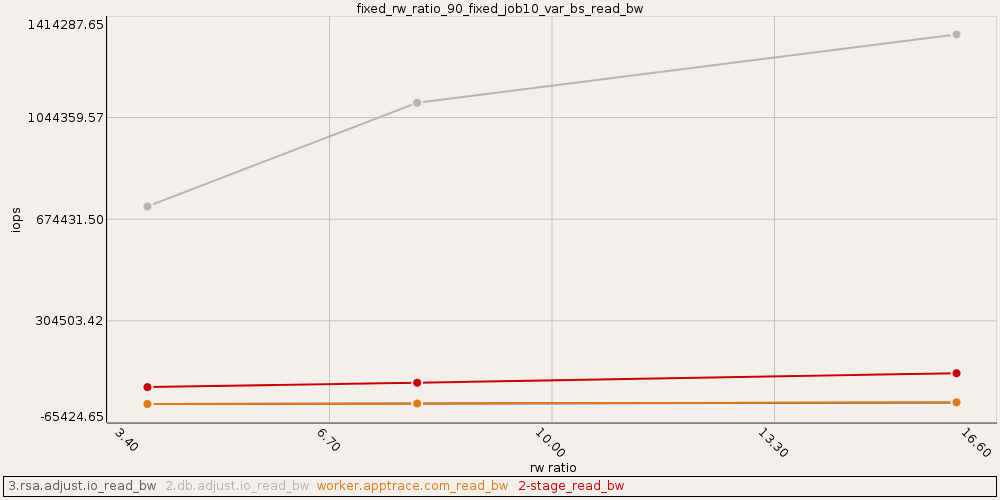 fixed_rw_ratio_90_fixed_job10_var_bs_read_bw
1414287.65
1044359.57
674431.50
304503.42
-65424.65
iops
3.40 6.70 10.00 13.30 16.60
rw ratio
3.rsa.adjust.io_read_bw 2.db.adjust.io_read_bw worker.apptrace.com_read_bw 2-stage_read_bw